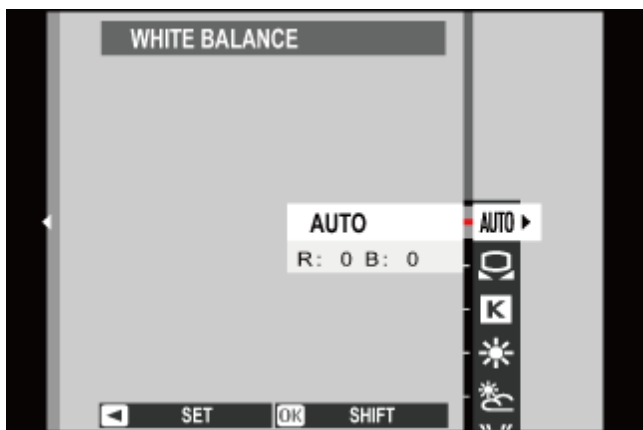 WHITE BALANCE
AUTO AUTO
R: 0 B: 0
K
SET OK SHIFT